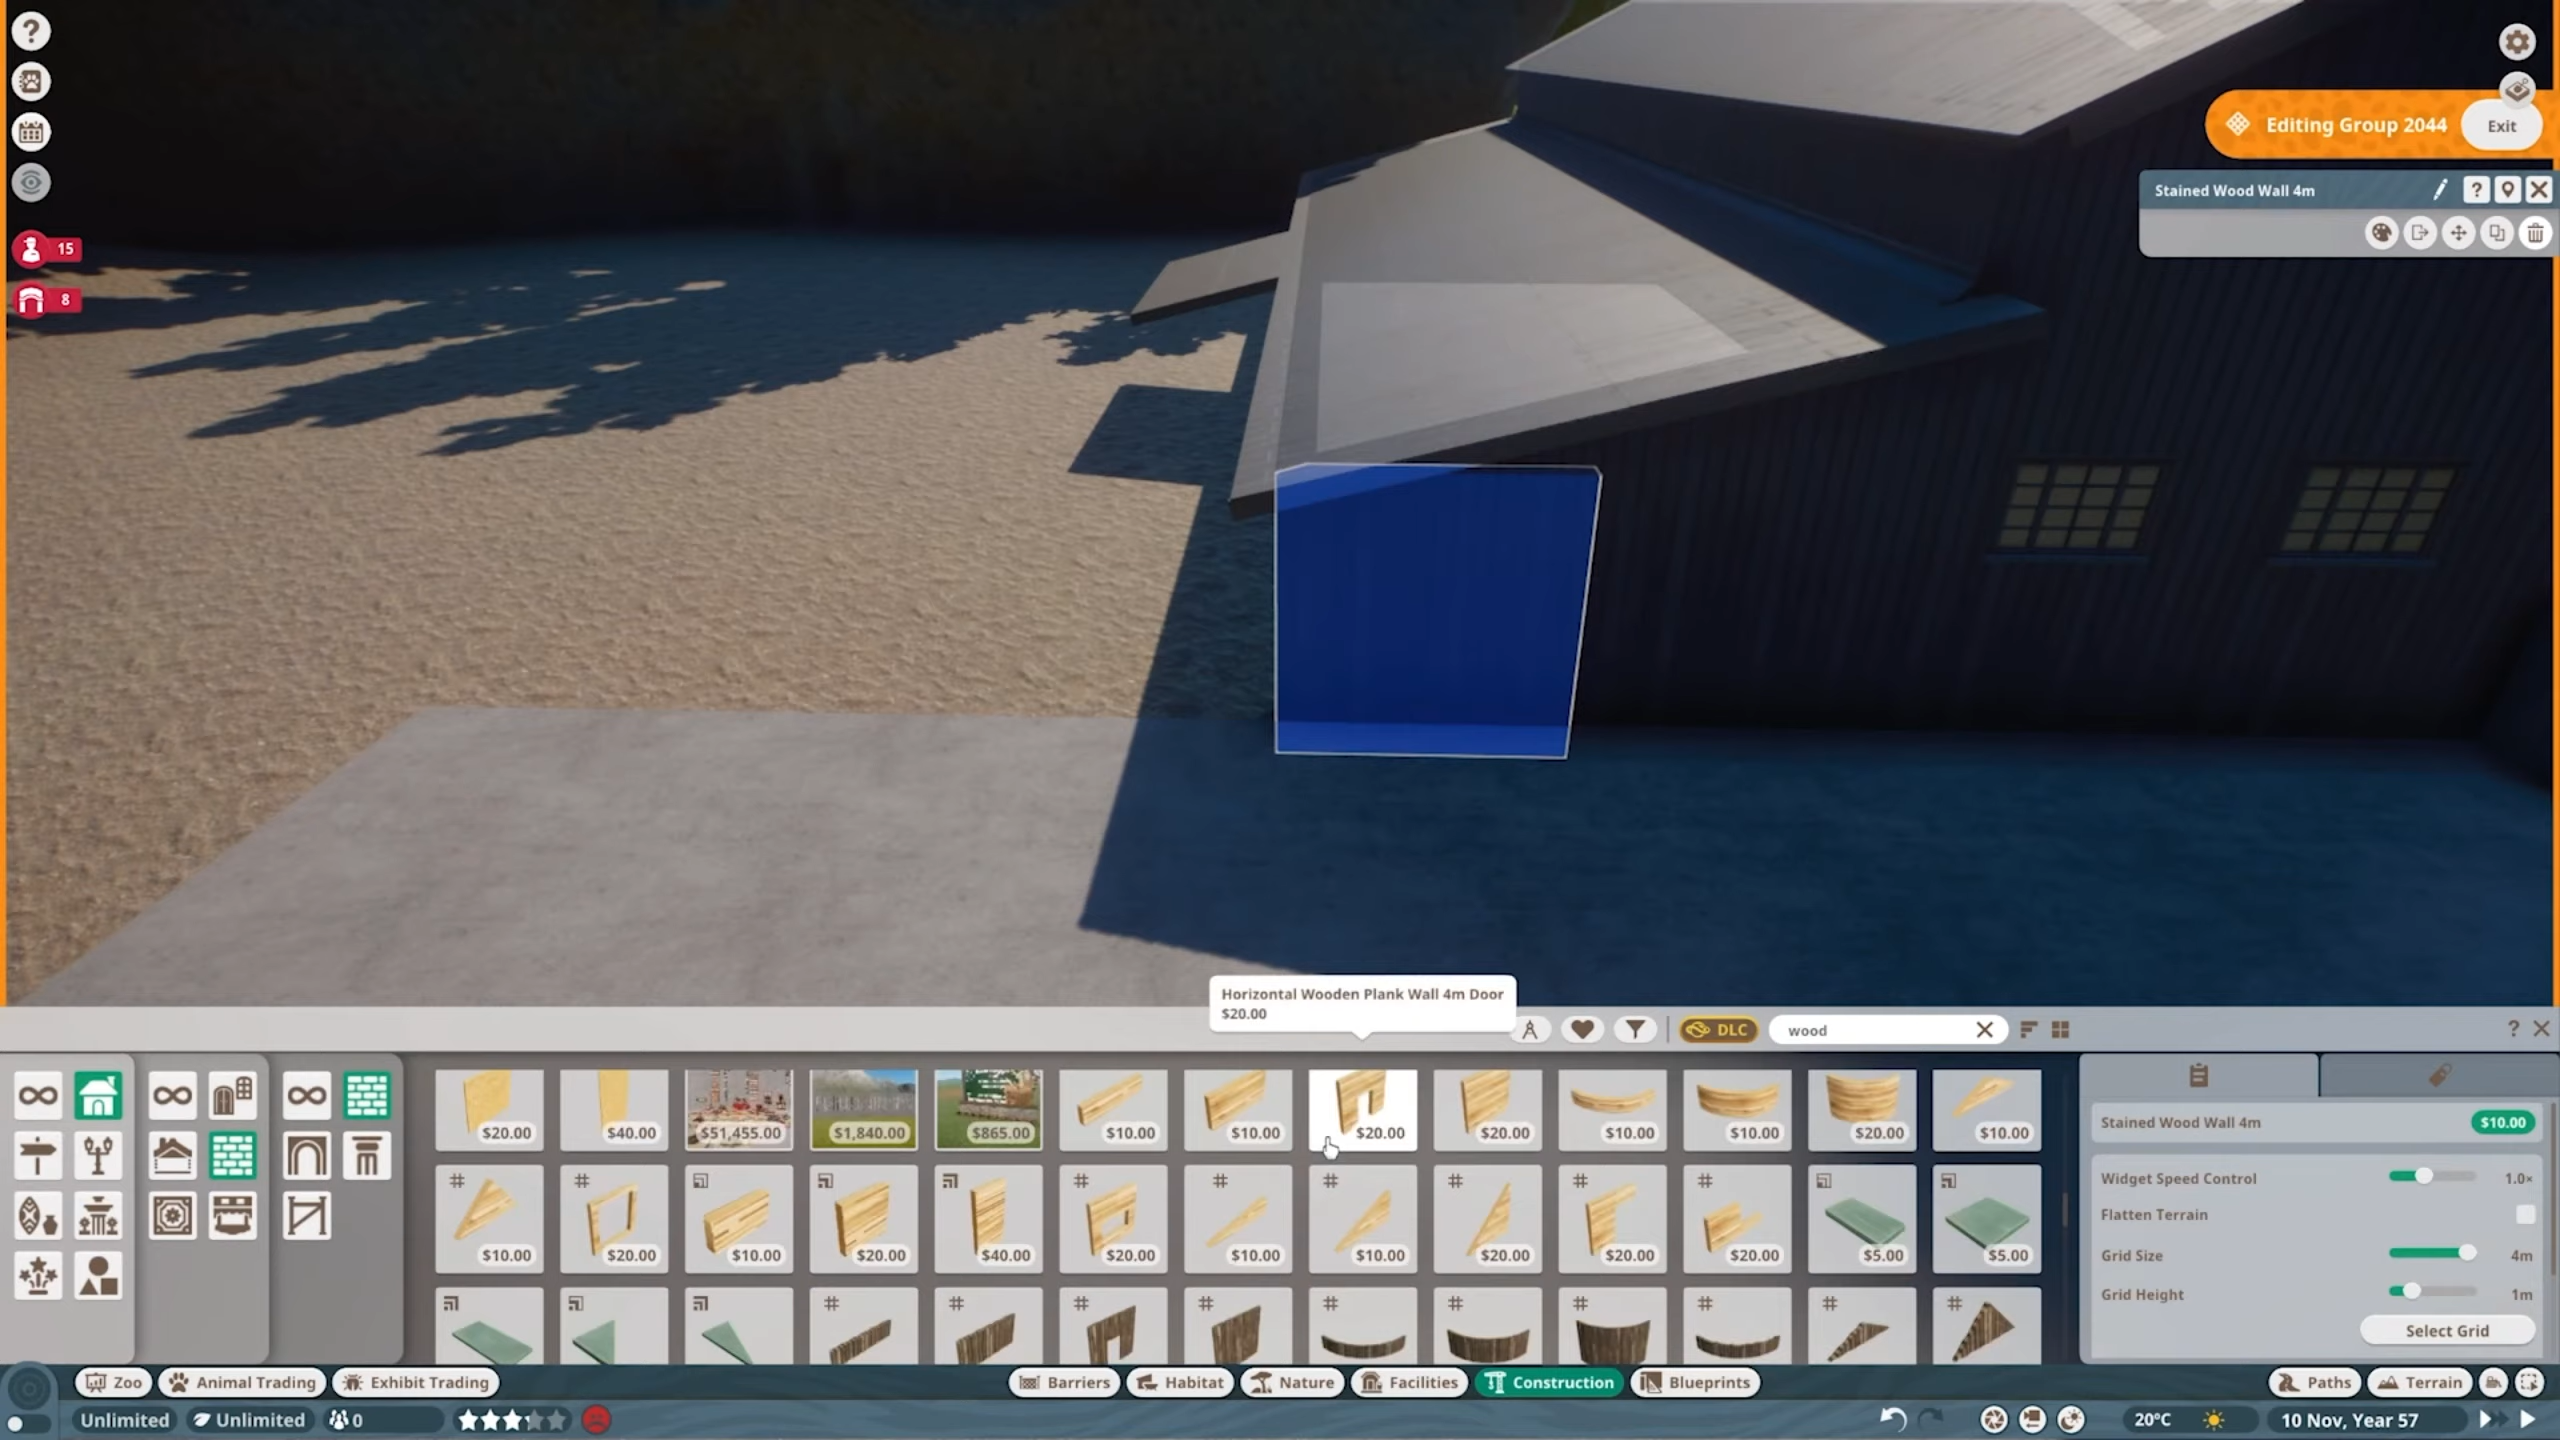 Editing Group 2044
Exit
Stained Wood Wall 4m
?
?
15
8
Horizontal Wooden Plank Wall 4m Door
$20.00
DLC
wood
?
$20.00
$40.00
$51,455.00
$1,840.00
$865.00
$10.00
$10.00
$20.00
$20.00
$10.00
$10.00
$20.00
$10.00
$10.00
$20.00
$10.00
$20.00
$40.00
$20.00
$10.00
$10.00
$20.00
$20.00
$20.00
$5.00
$5.00
Stained Wood Wall 4m
$10.00
Widget Speed Control
1.0×
Flatten Terrain
Grid Size
4m
Grid Height
1m
Select Grid
Zoo
Animal Trading
Exhibit Trading
Barriers
Habitat
Nature
Facilities
Construction
Blueprints
Paths
Terrain
Unlimited
Unlimited
0
20°C
10 Nov, Year 57